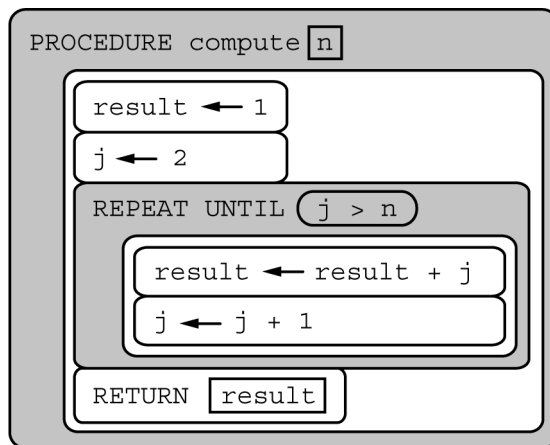 PROCEDURE compute n
result ← 1
j ← 2
REPEAT UNTIL j > n
result ← result + j
j ← j + 1
RETURN result